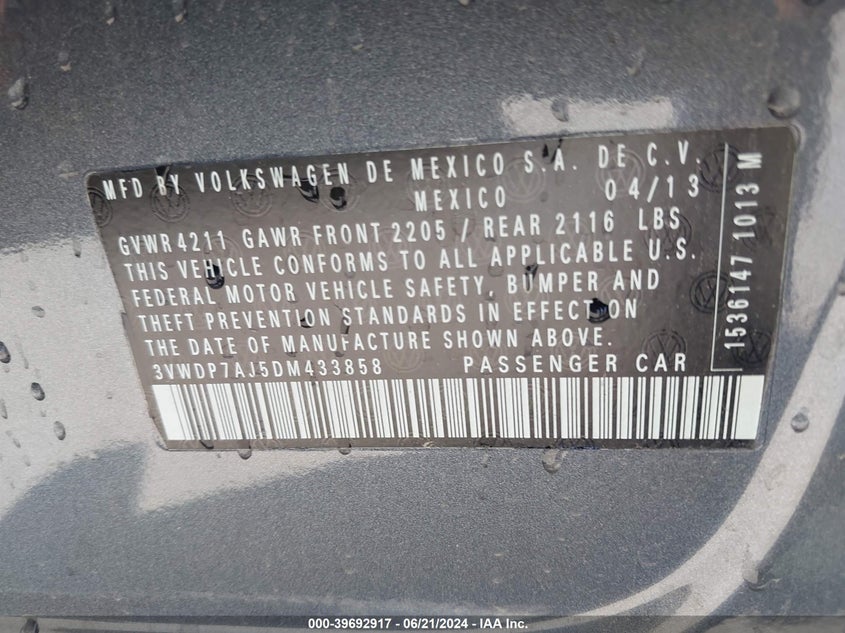 MFD BY VOLKSWAGEN DE MEXICO S.A. DE C.V.
MEXICO 04/13
GVWR 4211 GAWR FRONT 2205 / REAR 2116 LBS
THIS VEHICLE CONFORMS TO ALL APPLICABLE U.S.
FEDERAL MOTOR VEHICLE SAFETY, BUMPER AND
THEFT PREVENTION STANDARDS IN EFFECT ON
THE DATE OF MANUFACTURE SHOWN ABOVE.
3VWDP7AJ5DM433858 PASSENGER CAR
1536147 1013 M
000-39692917 - 06/21/2024 - IAA Inc.